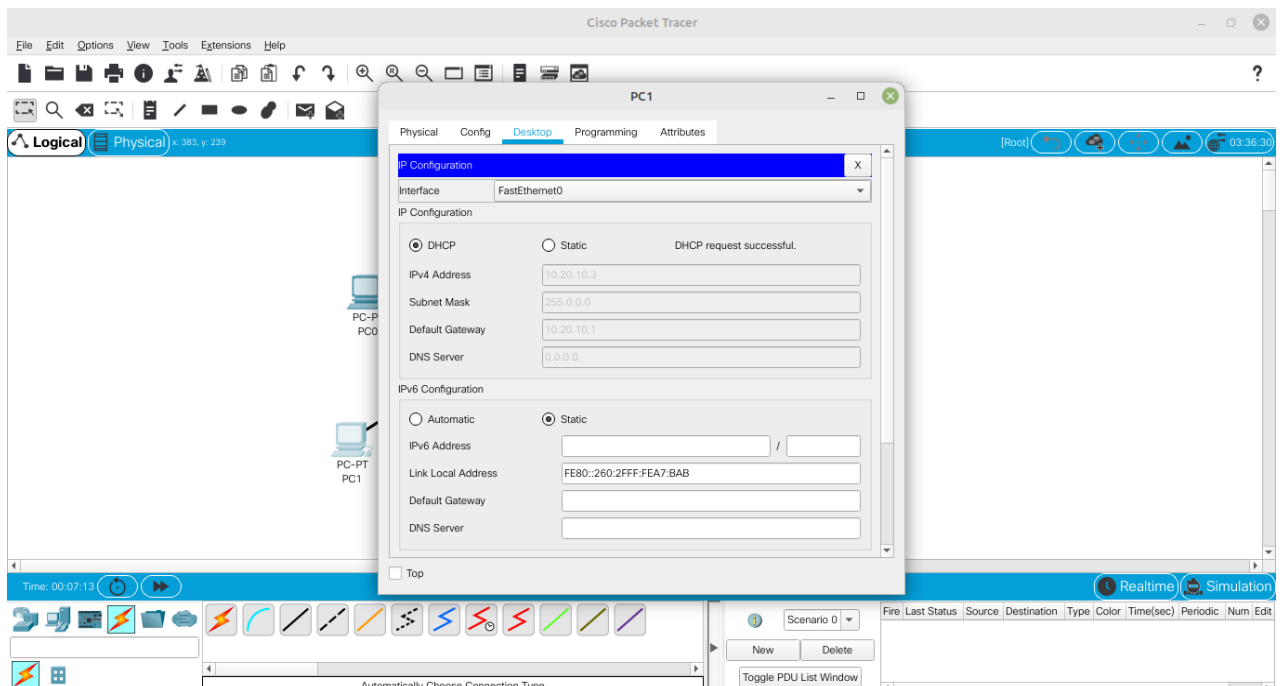 Cisco Packet Tracer
File Edit Options View Tools Extensions Help
?
PC1
Physical Config Desktop Programming Attributes
Logical Physical x: 383, y: 239
[Root] 03:36:30
IP Configuration X
Interface FastEthernet0
IP Configuration
DHCP Static DHCP request successful.
IPv4 Address 10.20.10.3
Subnet Mask 255.0.0.0
Default Gateway 10.20.10.1
DNS Server 0.0.0.0
IPv6 Configuration
Automatic Static
IPv6 Address /
Link Local Address FE80::260:2FFF:FEA7:BAB
Default Gateway
DNS Server
Top
PC-P
PC0
PC-PT
PC1
Time: 00:07:13
Realtime Simulation
Scenario 0
New Delete
Toggle PDU List Window
Fire Last Status Source Destination Type Color Time(sec) Periodic Num Edit
Automatically Choose Connection Type